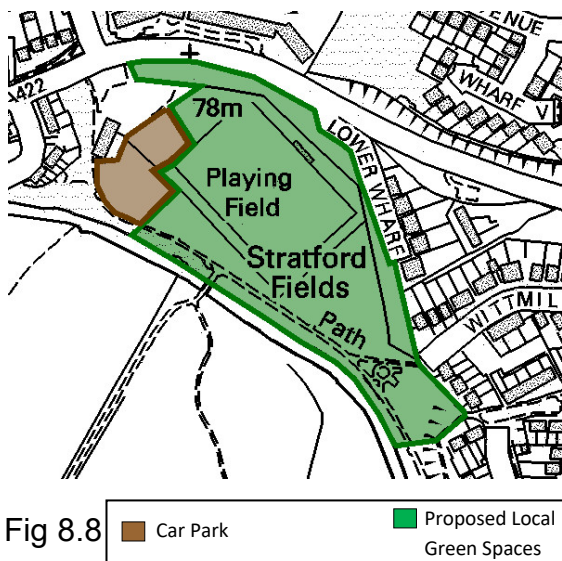 VENUE
WHARF V
A422
78m
LOWER WHARF
Playing
Field
Stratford
Fields
Path
WITTMIL
Fig 8.8
Car Park
Proposed Local
Green Spaces